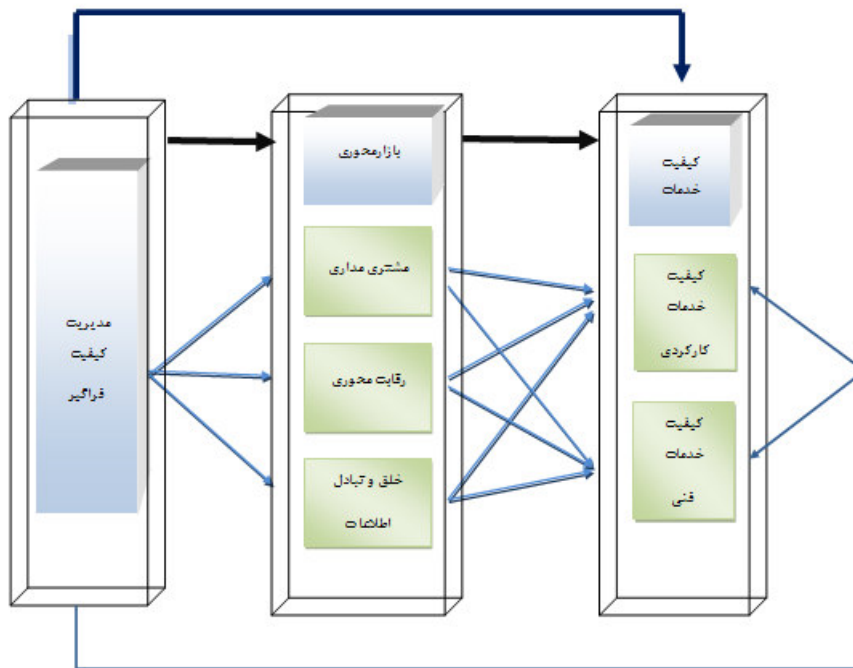 بازارمحوری
کیفیت
خدمات
مشتری مداری
کیفیت
خدمات
کارکردی
مدیریت
کیفیت
فراگیر
رقابت محوری
کیفیت
خدمات
فنی
خلق و تبادل
اطلاعات